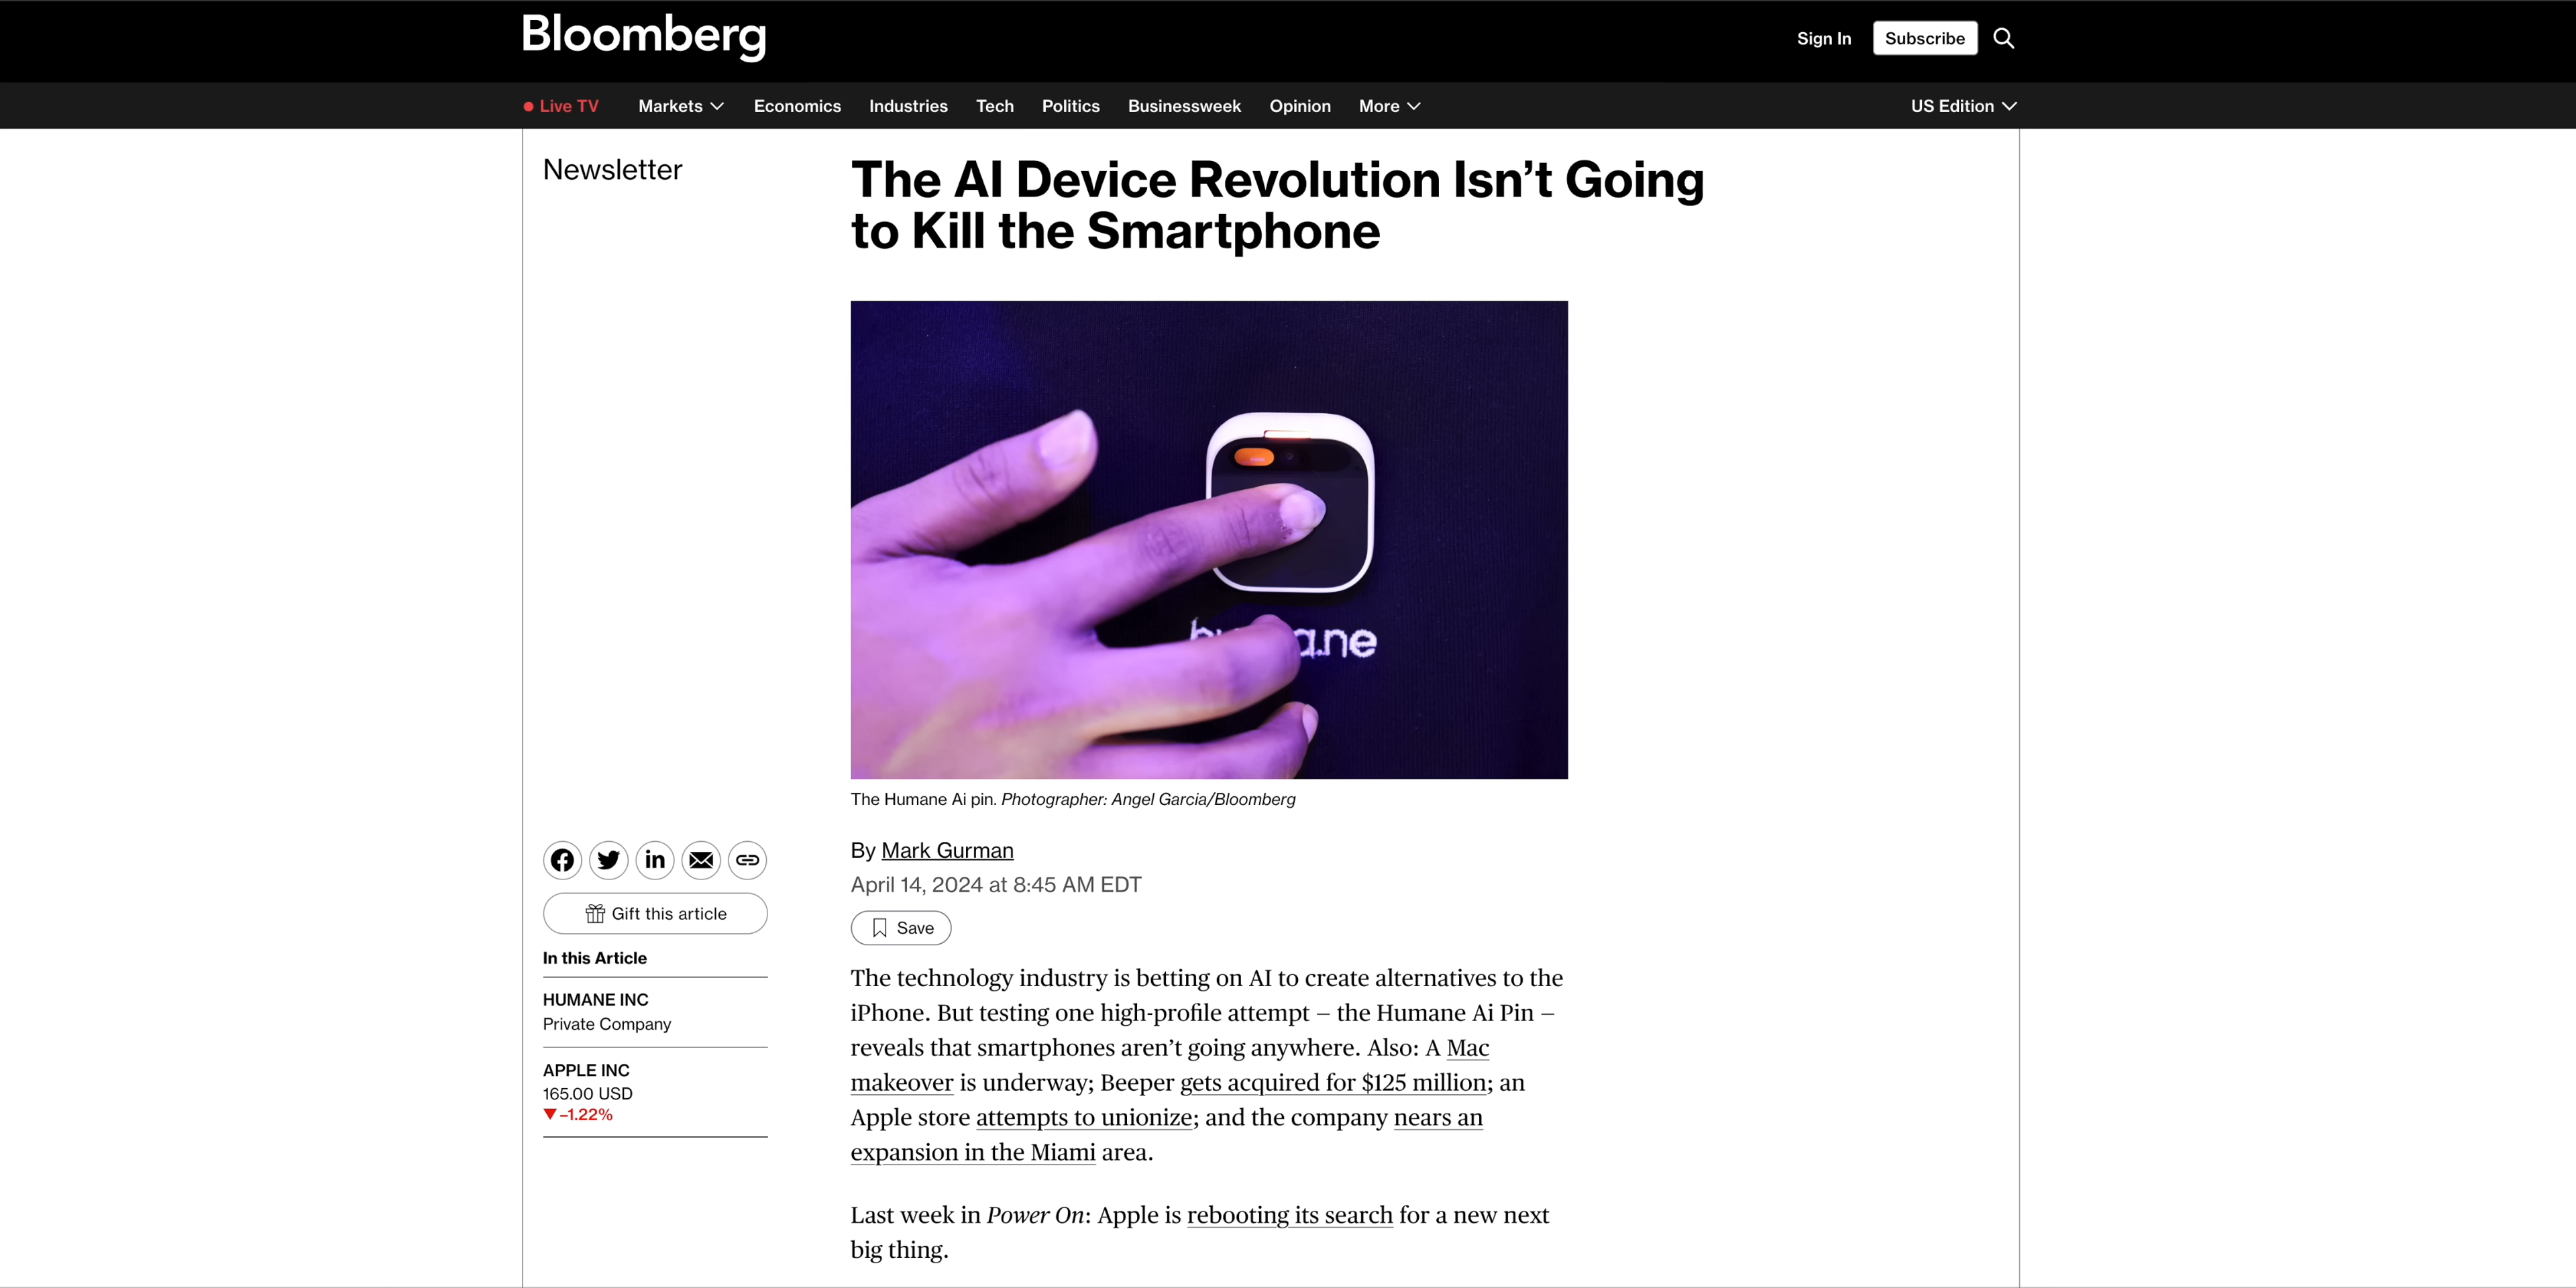 Bloomberg
Sign In
Subscribe
Live TV
Markets
Economics
Industries
Tech
Politics
Businessweek
Opinion
More
US Edition
Newsletter
The AI Device Revolution Isn’t Going
to Kill the Smartphone
The Humane Ai pin. Photographer: Angel Garcia/Bloomberg
By Mark Gurman
April 14, 2024 at 8:45 AM EDT
Save
Gift this article
In this Article
HUMANE INC
Private Company
APPLE INC
165.00 USD
▼ –1.22%
The technology industry is betting on AI to create alternatives to the
iPhone. But testing one high-profile attempt – the Humane Ai Pin –
reveals that smartphones aren’t going anywhere. Also: A Mac
makeover is underway; Beeper gets acquired for $125 million; an
Apple store attempts to unionize; and the company nears an
expansion in the Miami area.
Last week in Power On: Apple is rebooting its search for a new next
big thing.